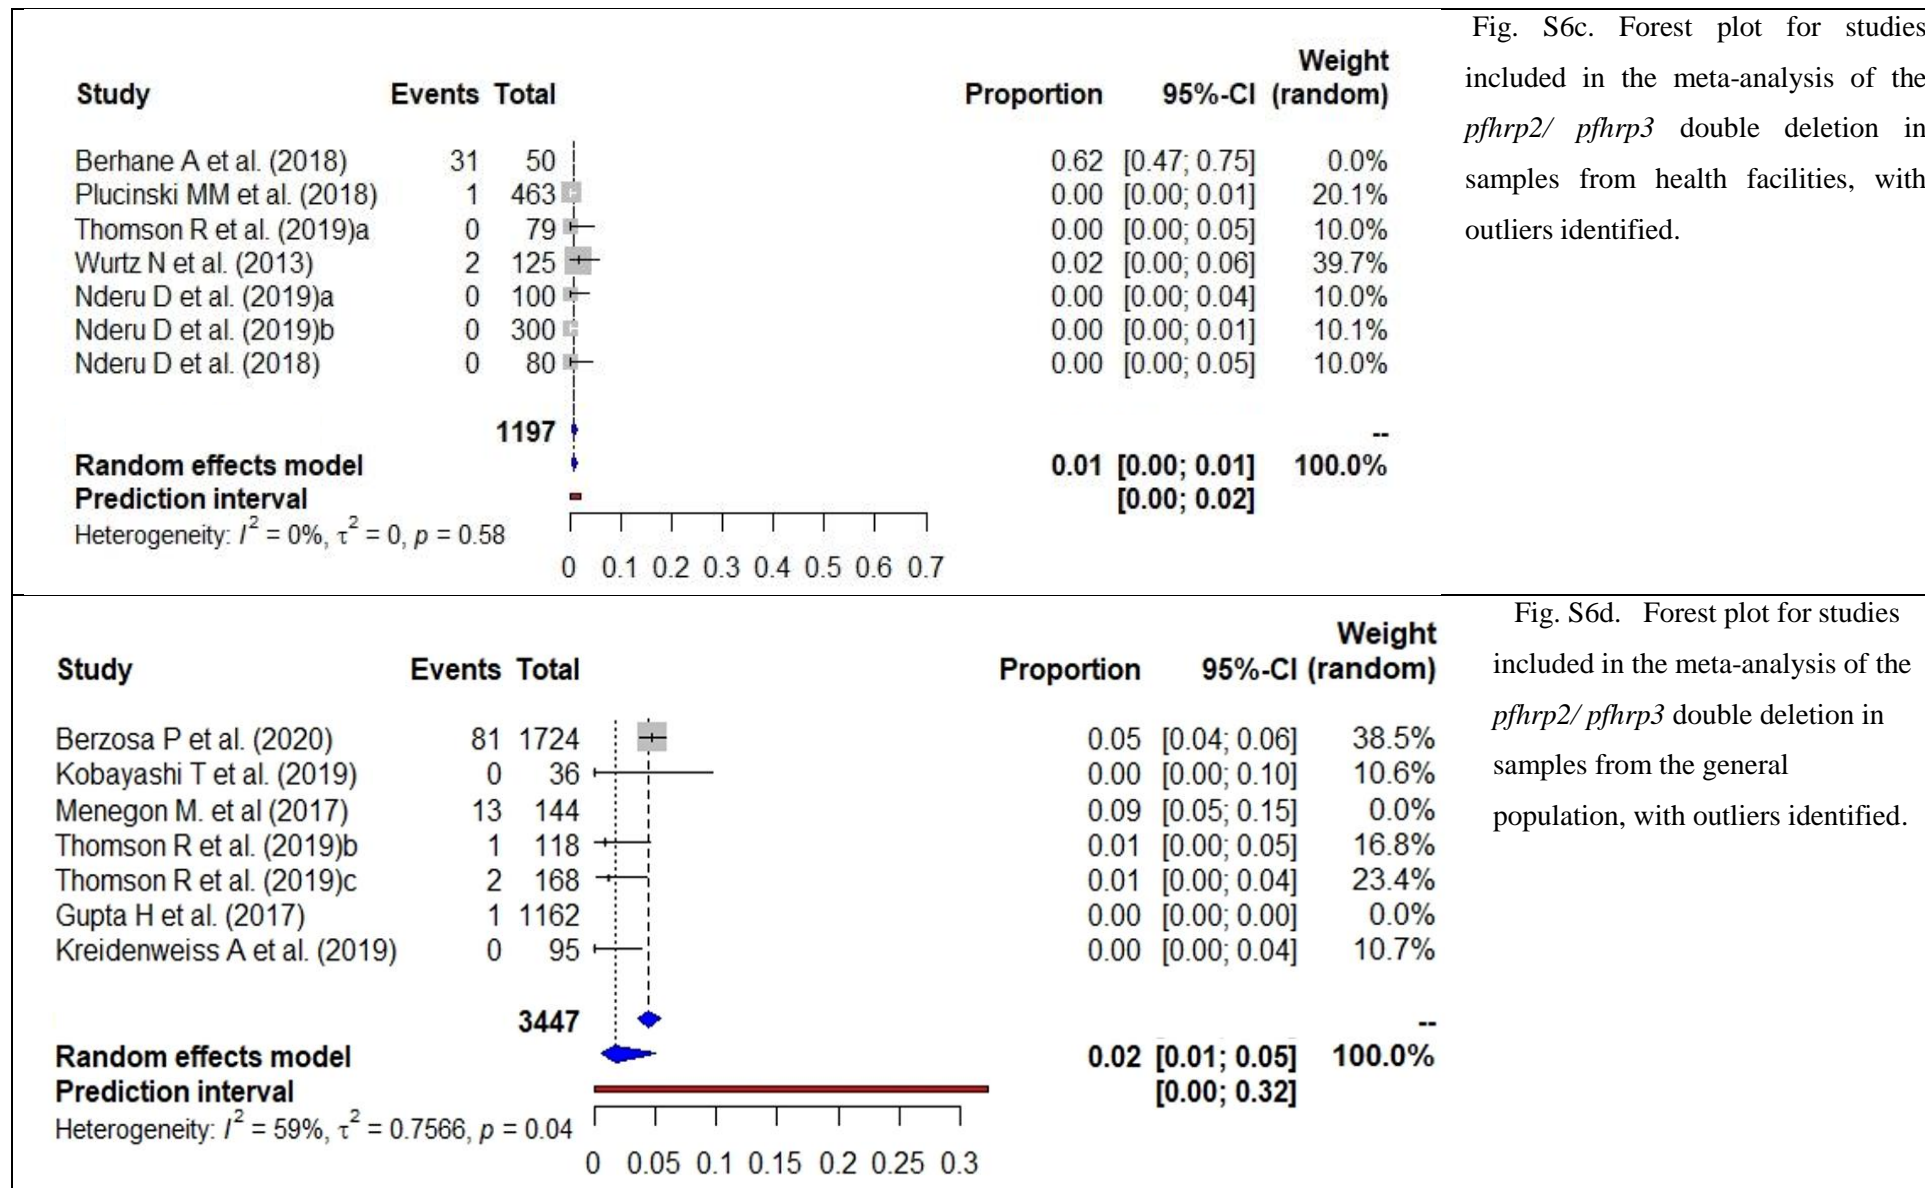 Weight
Study Events Total Proportion 95%-CI (random)
Berhane A et al. (2018) 31 50 0.62 [0.47; 0.75] 0.0%
Plucinski MM et al. (2018) 1 463 0.00 [0.00; 0.01] 20.1%
Thomson R et al. (2019)a 0 79 0.00 [0.00; 0.05] 10.0%
Wurtz N et al. (2013) 2 125 0.02 [0.00; 0.06] 39.7%
Nderu D et al. (2019)a 0 100 0.00 [0.00; 0.04] 10.0%
Nderu D et al. (2019)b 0 300 0.00 [0.00; 0.01] 10.1%
Nderu D et al. (2018) 0 80 0.00 [0.00; 0.05] 10.0%
1197 --
Random effects model 0.01 [0.00; 0.01] 100.0%
Prediction interval [0.00; 0.02]
Heterogeneity: I² = 0%, τ² = 0, p = 0.58
0 0.1 0.2 0.3 0.4 0.5 0.6 0.7
Fig. S6c. Forest plot for studies
included in the meta-analysis of the
pfhrp2/ pfhrp3 double deletion in
samples from health facilities, with
outliers identified.
Weight
Study Events Total Proportion 95%-CI (random)
Berzosa P et al. (2020) 81 1724 0.05 [0.04; 0.06] 38.5%
Kobayashi T et al. (2019) 0 36 0.00 [0.00; 0.10] 10.6%
Menegon M. et al (2017) 13 144 0.09 [0.05; 0.15] 0.0%
Thomson R et al. (2019)b 1 118 0.01 [0.00; 0.05] 16.8%
Thomson R et al. (2019)c 2 168 0.01 [0.00; 0.04] 23.4%
Gupta H et al. (2017) 1 1162 0.00 [0.00; 0.00] 0.0%
Kreidenweiss A et al. (2019) 0 95 0.00 [0.00; 0.04] 10.7%
3447 --
Random effects model 0.02 [0.01; 0.05] 100.0%
Prediction interval [0.00; 0.32]
Heterogeneity: I² = 59%, τ² = 0.7566, p = 0.04
0 0.05 0.1 0.15 0.2 0.25 0.3
Fig. S6d. Forest plot for studies
included in the meta-analysis of the
pfhrp2/ pfhrp3 double deletion in
samples from the general
population, with outliers identified.